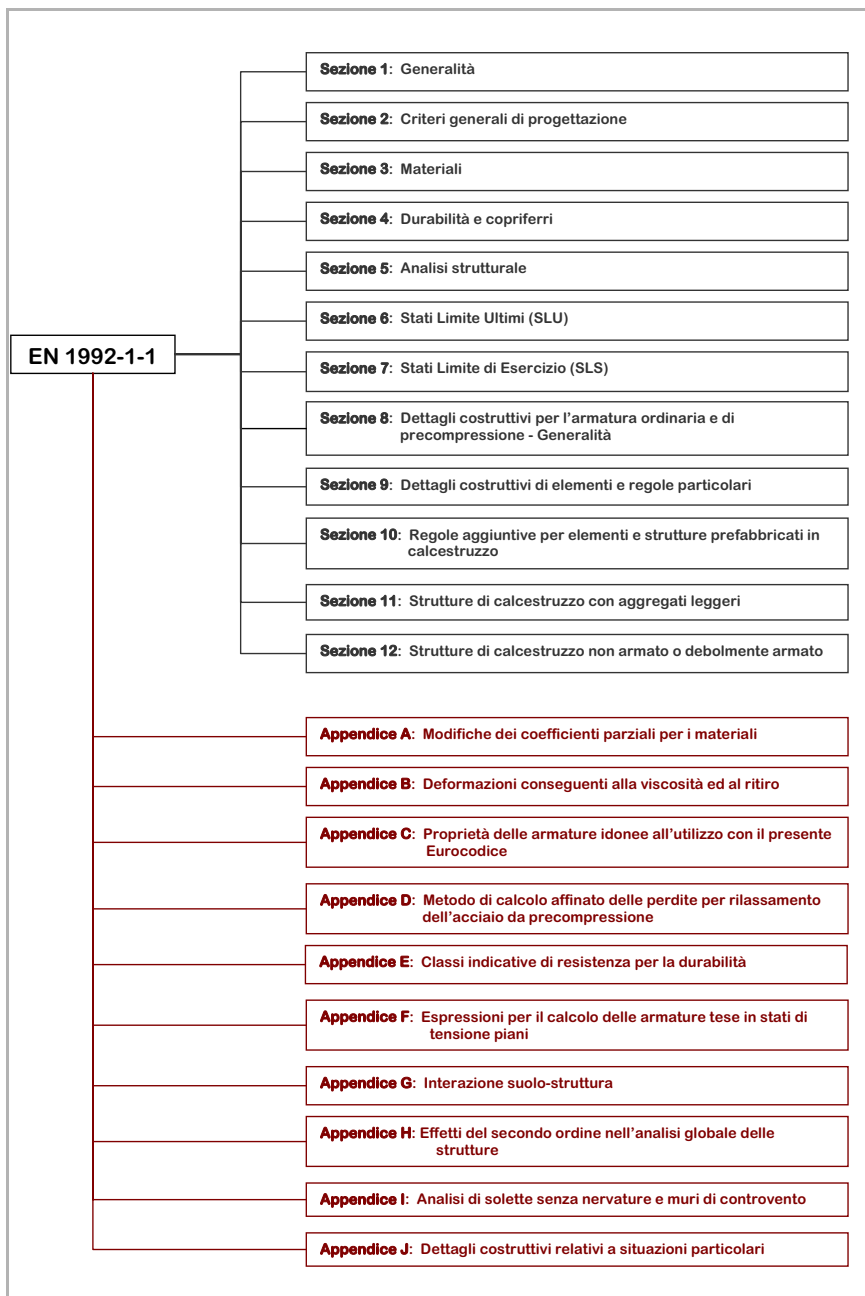 Sezione 1: Generalità
Sezione 2: Criteri generali di progettazione
Sezione 3: Materiali
Sezione 4: Durabilità e copriferri
Sezione 5: Analisi strutturale
Sezione 6: Stati Limite Ultimi (SLU)
EN 1992-1-1
Sezione 7: Stati Limite di Esercizio (SLS)
Sezione 8: Dettagli costruttivi per l'armatura ordinaria e di
precompressione - Generalità
Sezione 9: Dettagli costruttivi di elementi e regole particolari
Sezione 10: Regole aggiuntive per elementi e strutture prefabbricati in
calcestruzzo
Sezione 11: Strutture di calcestruzzo con aggregati leggeri
Sezione 12: Strutture di calcestruzzo non armato o debolmente armato
Appendice A: Modifiche dei coefficienti parziali per i materiali
Appendice B: Deformazioni conseguenti alla viscosità ed al ritiro
Appendice C: Proprietà delle armature idonee all'utilizzo con il presente
Eurocodice
Appendice D: Metodo di calcolo affinato delle perdite per rilassamento
dell'acciaio da precompressione
Appendice E: Classi indicative di resistenza per la durabilità
Appendice F: Espressioni per il calcolo delle armature tese in stati di
tensione piani
Appendice G: Interazione suolo-struttura
Appendice H: Effetti del secondo ordine nell'analisi globale delle
strutture
Appendice I: Analisi di solette senza nervature e muri di controvento
Appendice J: Dettagli costruttivi relativi a situazioni particolari